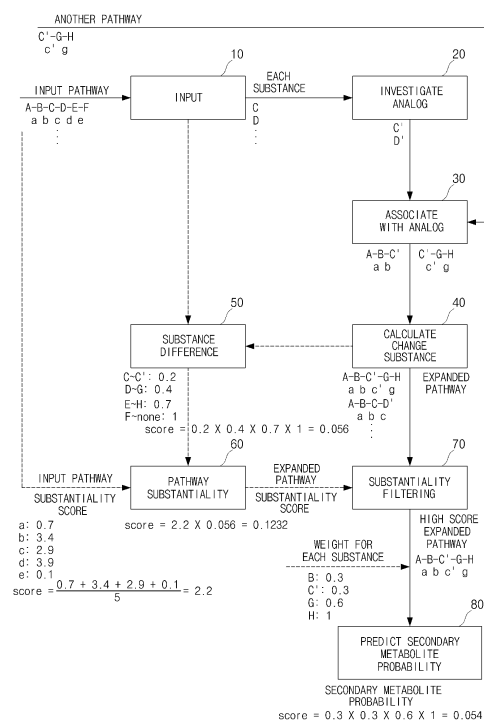 ANOTHER PATHWAY
C'-G-H
c' g
10
20
INPUT PATHWAY
A-B-C-D-E-F
a b c d e
INPUT
EACH
SUBSTANCE
C
D
INVESTIGATE
ANALOG
C'
D'
30
ASSOCIATE
WITH ANALOG
A-B-C'
a b
C'-G-H
c' g
50
40
SUBSTANCE
DIFFERENCE
CALCULATE
CHANGE
SUBSTANCE
C~C': 0.2
D~G: 0.4
E~H: 0.7
F~none: 1
score = 0.2 X 0.4 X 0.7 X 1 = 0.056
A-B-C'-G-H
a b c' g
A-B-C-D'
a b c
EXPANDED
PATHWAY
60
70
INPUT PATHWAY
SUBSTANTIALITY
SCORE
PATHWAY
SUBSTANTIALITY
EXPANDED
PATHWAY
SUBSTANTIALITY
SCORE
SUBSTANTIALITY
FILTERING
a: 0.7
b: 3.4
c: 2.9
d: 3.9
e: 0.1
score = 2.2 X 0.056 = 0.1232
score = 0.7 + 3.4 + 2.9 + 0.1 / 5 = 2.2
HIGH SCORE
EXPANDED
PATHWAY
A-B-C'-G-H
a b c' g
WEIGHT FOR
EACH SUBSTANCE
B: 0.3
C': 0.3
G: 0.6
H: 1
80
PREDICT SECONDARY
METABOLITE
PROBABILITY
SECONDARY METABOLITE
PROBABILITY
score = 0.3 X 0.3 X 0.6 X 1 = 0.054